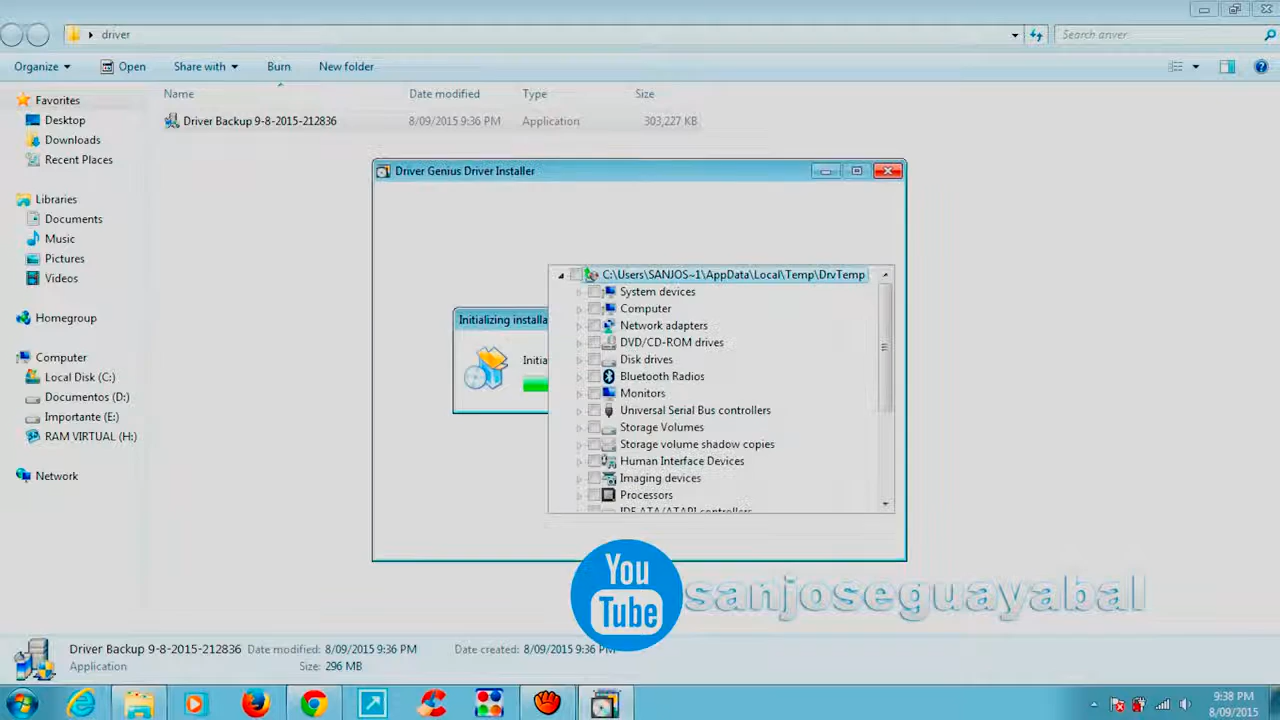 driver
Search driver
Organize
Open
Share with
Burn
New folder
Name
Date modified
Type
Size
Favorites
Desktop
Downloads
Recent Places
Libraries
Documents
Music
Pictures
Videos
Homegroup
Computer
Local Disk (C:)
Documentos (D:)
Importante (E:)
RAM VIRTUAL (H:)
Network
Driver Backup 9-8-2015-212836
8/09/2015 9:36 PM
Application
303,227 KB
Driver Genius Driver Installer
Initializing installa
Initia
C:\Users\SANJOS~1\AppData\Local\Temp\DrvTemp
System devices
Computer
Network adapters
DVD/CD-ROM drives
Disk drives
Bluetooth Radios
Monitors
Universal Serial Bus controllers
Storage Volumes
Storage volume shadow copies
Human Interface Devices
Imaging devices
Processors
IDE ATA/ATAPI controllers
You
Tube
sanjoseguayabal
Driver Backup 9-8-2015-212836
Date modified: 8/09/2015 9:36 PM
Date created: 8/09/2015 9:36 PM
Application
Size: 296 MB
9:38 PM
8/09/2015